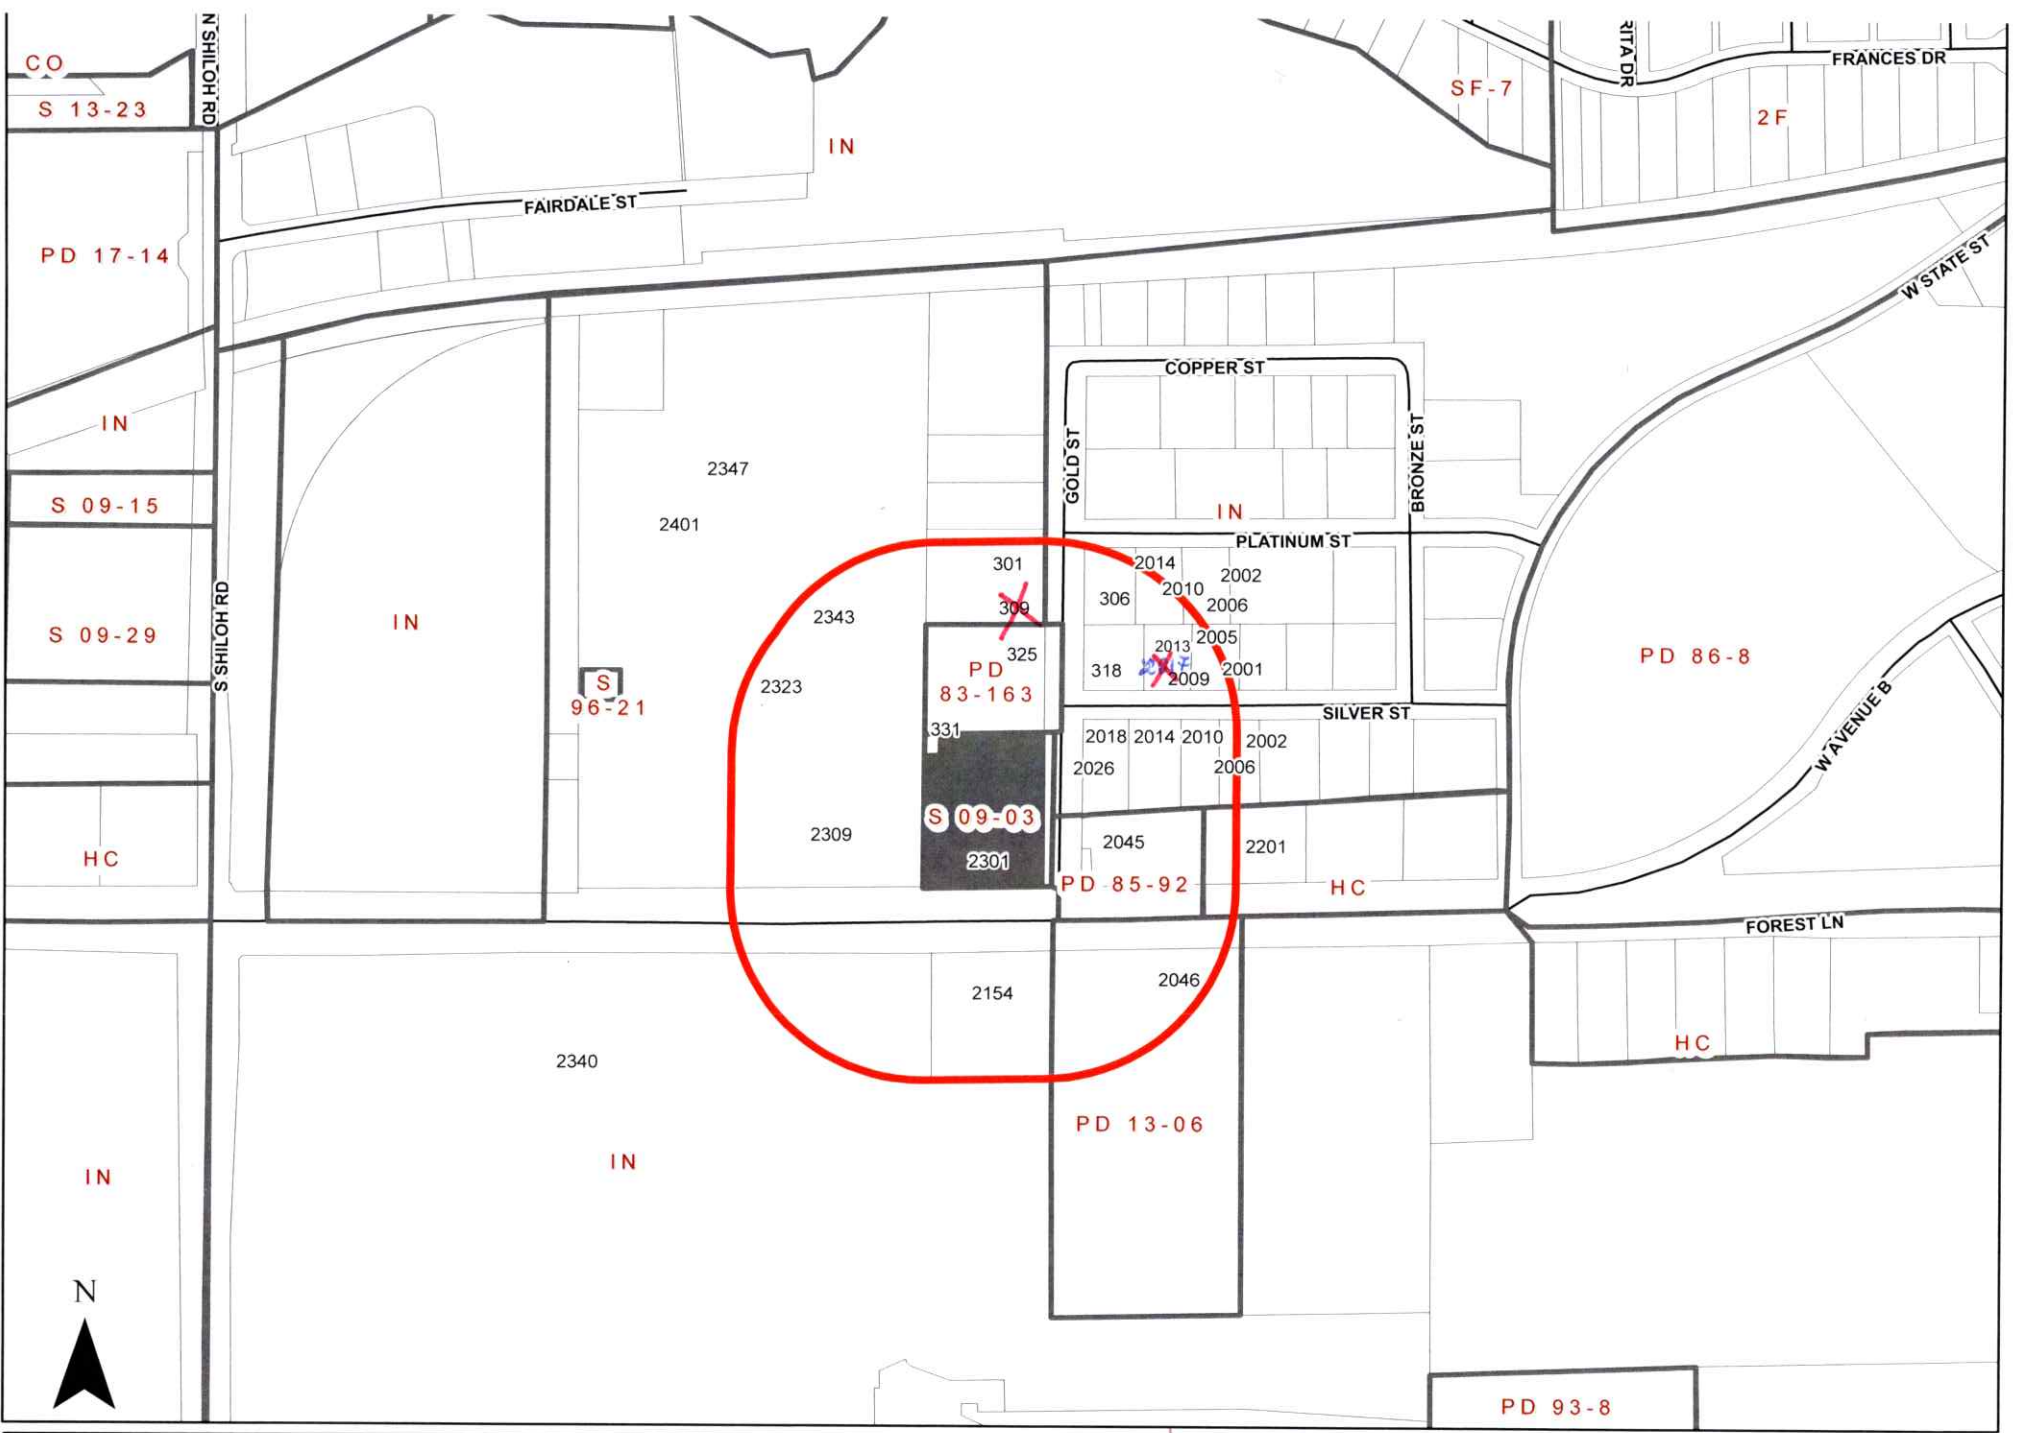 N SHILOH RD
RITA DR
FRANCES DR
CO
SF-7
S 13-23
2F
IN
FAIRDALE ST
PD 17-14
W STATE ST
COPPER ST
IN
GOLD ST
BRONZE ST
2347
S 09-15
IN
2401
PLATINUM ST
301
2014
2002
2010
306
2006
309
2343
S SHILOH RD
IN
S 09-29
2005
2013
325
PD 86-8
PD
83-163
318
2001
2009
S
96-21
2323
SILVER ST
331
2018
2014
2010
2002
W AVENUE B
2026
2006
S 09-03
2309
2045
2201
HC
2301
PD 85-92
HC
FOREST LN
2154
2046
HC
2340
PD 13-06
IN
IN
N
PD 93-8